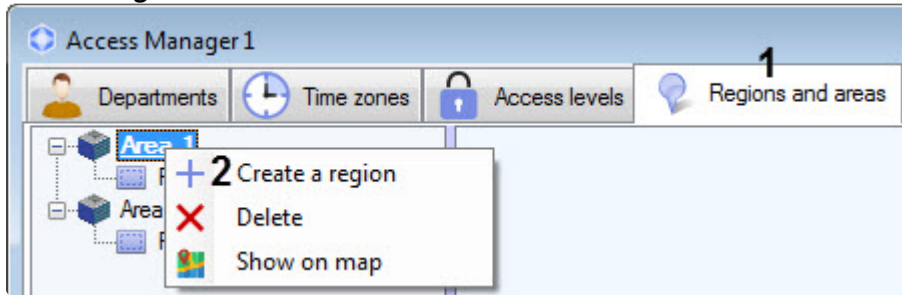 Access Manager 1
1
Departments Time zones Access levels Regions and areas
Area 1
2 Create a region
Area
Delete
Show on map